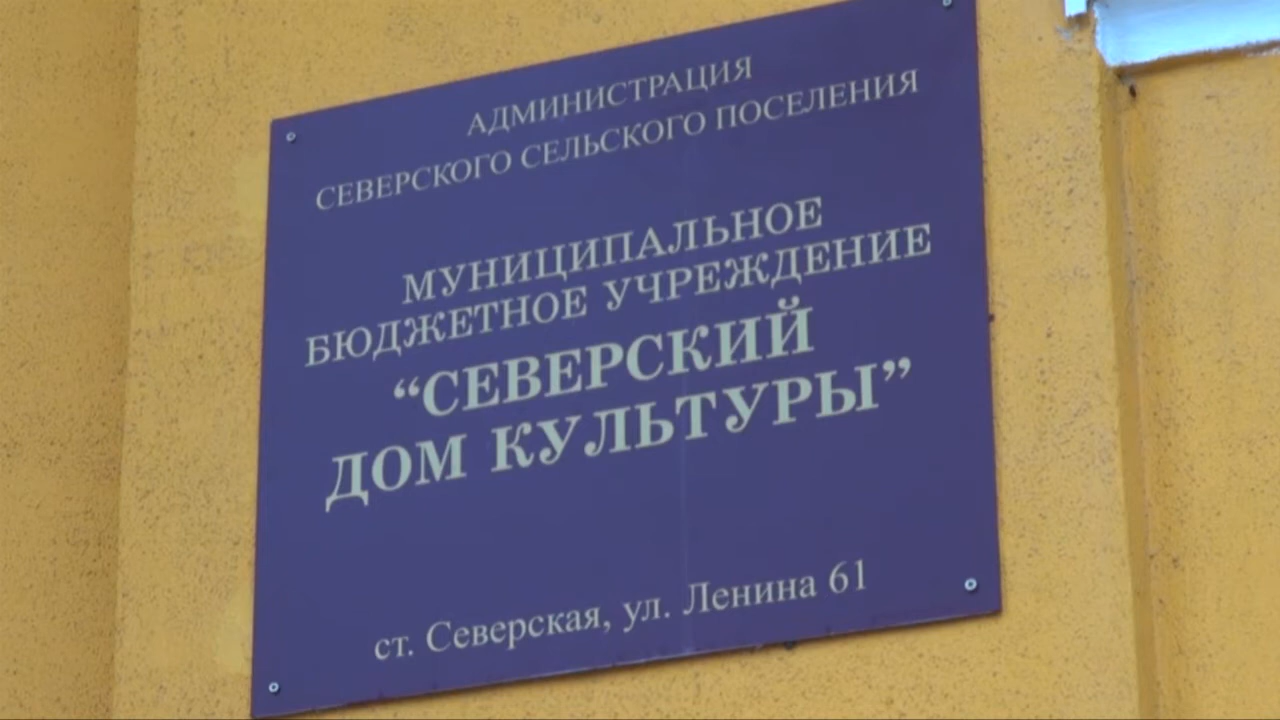 АДМИНИСТРАЦИЯ
СЕВЕРСКОГО СЕЛЬСКОГО ПОСЕЛЕНИЯ
МУНИЦИПАЛЬНОЕ
БЮДЖЕТНОЕ УЧРЕЖДЕНИЕ
“СЕВЕРСКИЙ
ДОМ КУЛЬТУРЫ”
ст. Северская, ул. Ленина 61